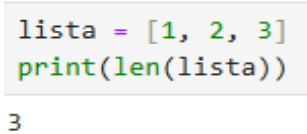 lista = [1, 2, 3]
print(len(lista))
3